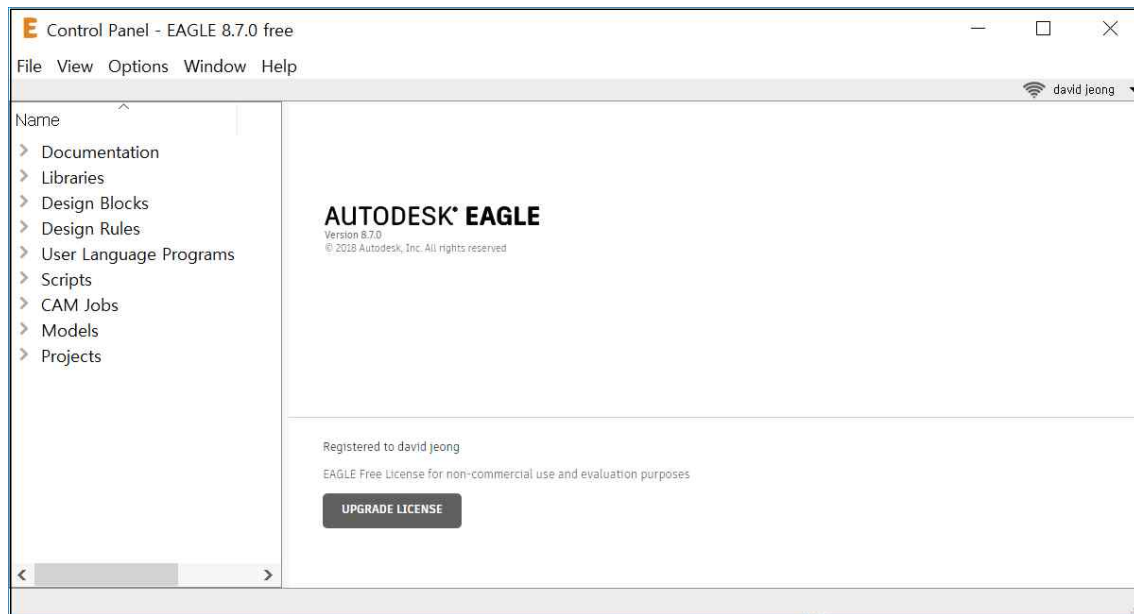 E Control Panel - EAGLE 8.7.0 free
File View Options Window Help
david jeong
Name
Documentation
Libraries
Design Blocks
Design Rules
User Language Programs
Scripts
CAM Jobs
Models
Projects
AUTODESK® EAGLE
Version 8.7.0
© 2018 Autodesk, Inc. All rights reserved
Registered to david jeong
EAGLE Free License for non-commercial use and evaluation purposes
UPGRADE LICENSE